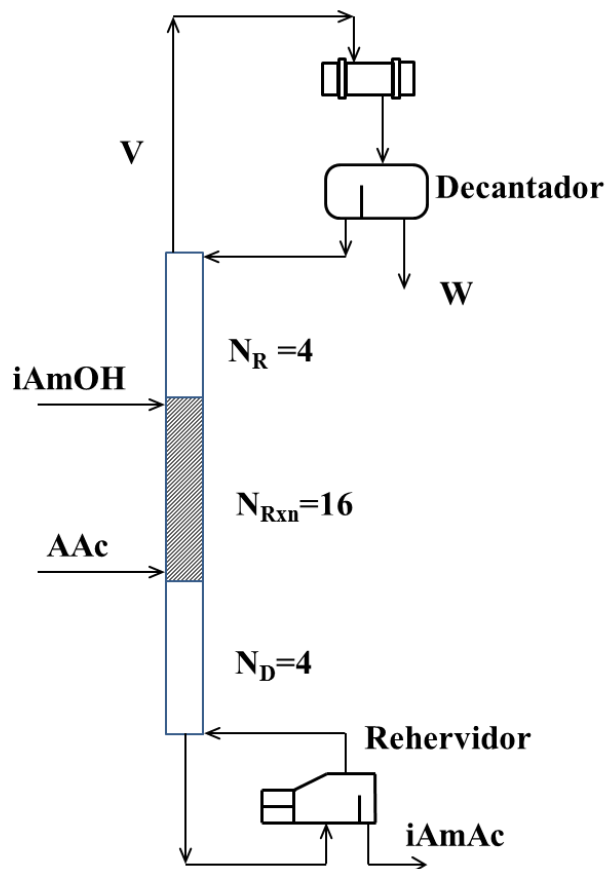 V
Decantador
W
N_R =4
iAmOH
N_Rxn=16
AAc
N_D=4
Rehervidor
iAmAc